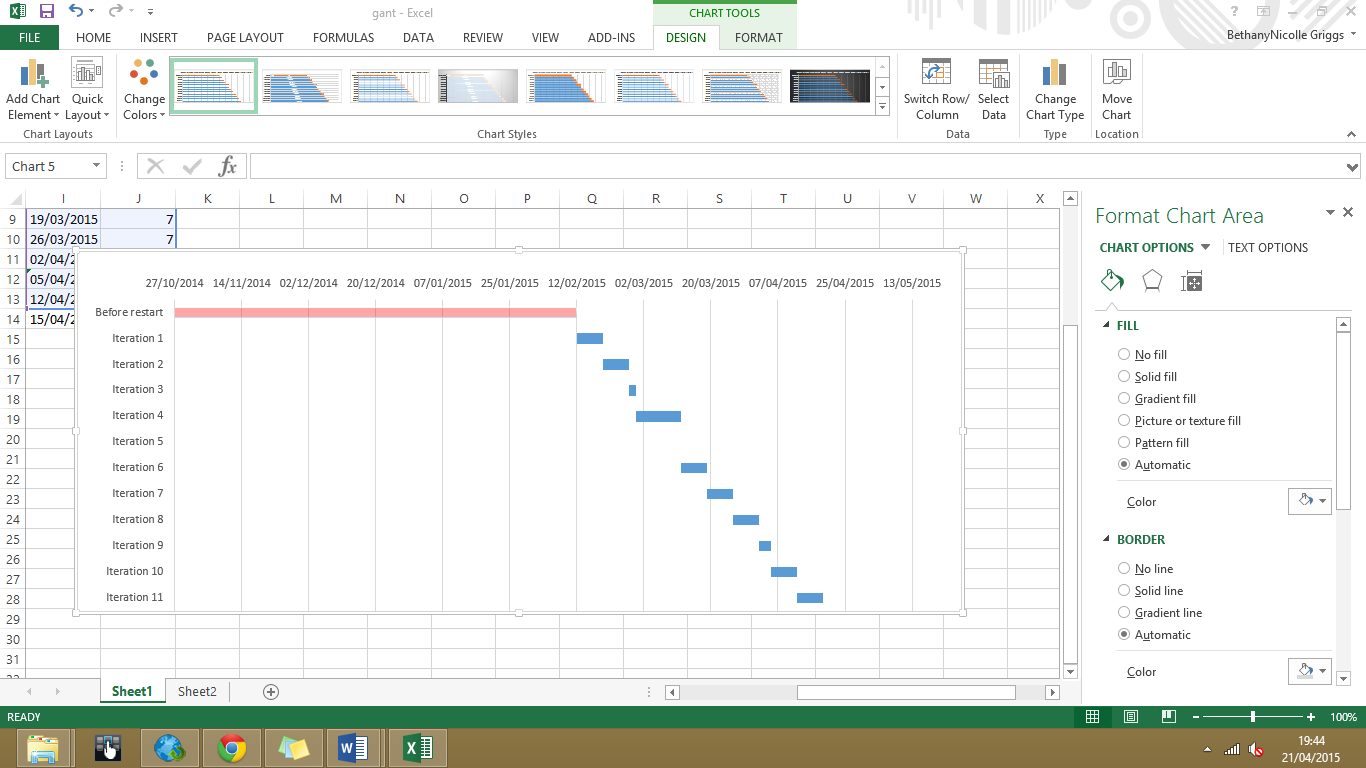 gant - Excel
CHART TOOLS
?
FILE HOME INSERT PAGE LAYOUT FORMULAS DATA REVIEW VIEW ADD-INS DESIGN FORMAT
BethanyNicolle Griggs
Add Chart Element
Quick Layout
Change Colors
Switch Row/ Column
Select Data
Change Chart Type
Move Chart
Chart Layouts
Chart Styles
Data
Type
Location
Chart 5
fx
I J K L M N O P Q R S T U V W X
9 19/03/2015 7
10 26/03/2015 7
11 02/04/2
12 05/04/2
13 12/04/2
14 15/04/2
15
16
17
18
19
20
21
22
23
24
25
26
27
28
29
30
31
27/10/2014 14/11/2014 02/12/2014 20/12/2014 07/01/2015 25/01/2015 12/02/2015 02/03/2015 20/03/2015 07/04/2015 25/04/2015 13/05/2015
Before restart
Iteration 1
Iteration 2
Iteration 3
Iteration 4
Iteration 5
Iteration 6
Iteration 7
Iteration 8
Iteration 9
Iteration 10
Iteration 11
Format Chart Area
CHART OPTIONS TEXT OPTIONS
FILL
No fill
Solid fill
Gradient fill
Picture or texture fill
Pattern fill
Automatic
Color
BORDER
No line
Solid line
Gradient line
Automatic
Color
Sheet1 Sheet2
READY
100%
19:44
21/04/2015